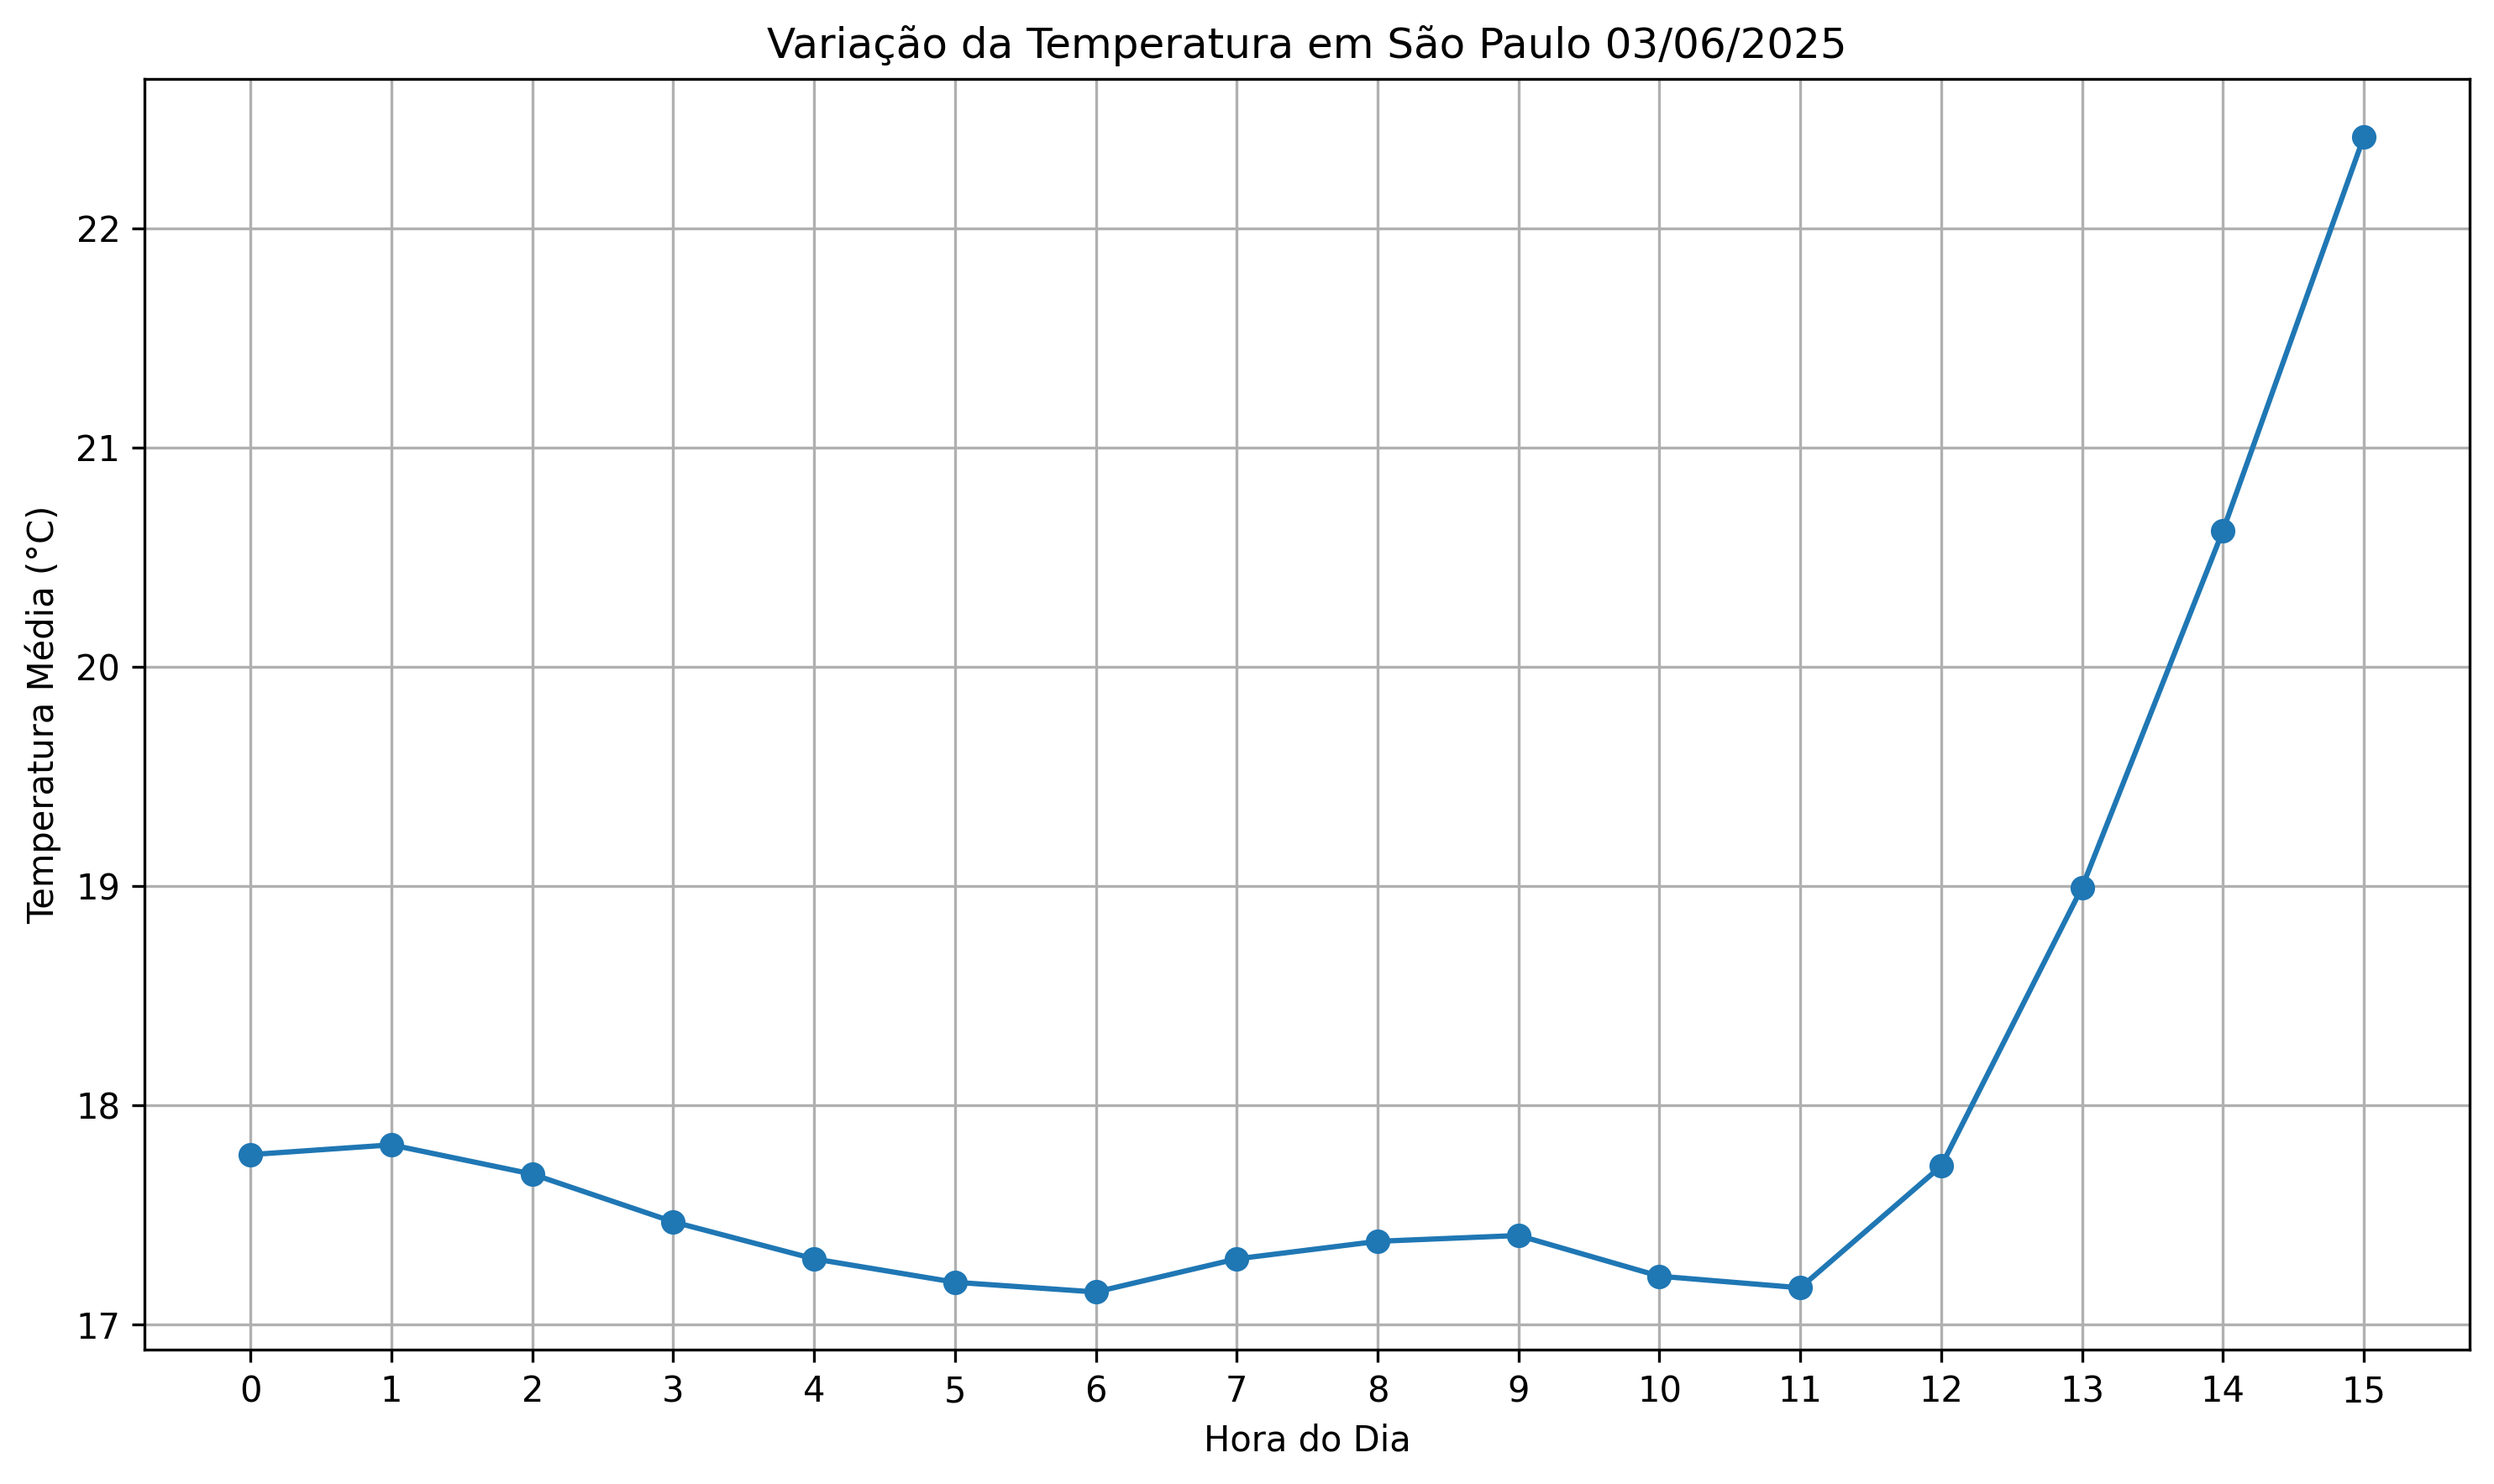 Variação da Temperatura em São Paulo 03/06/2025
Temperatura Média (°C)
22
21
20
19
18
17
0 1 2 3 4 5 6 7 8 9 10 11 12 13 14 15
Hora do Dia